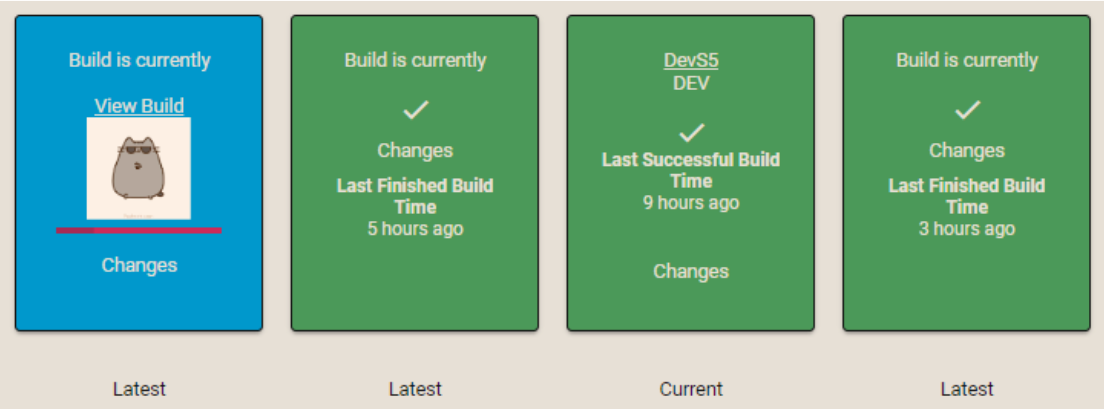 Build is currently
View Build
Changes
Latest
Build is currently
Changes
Last Finished Build
Time
5 hours ago
Latest
DevS5
DEV
Last Successful Build
Time
9 hours ago
Changes
Current
Build is currently
Changes
Last Finished Build
Time
3 hours ago
Latest